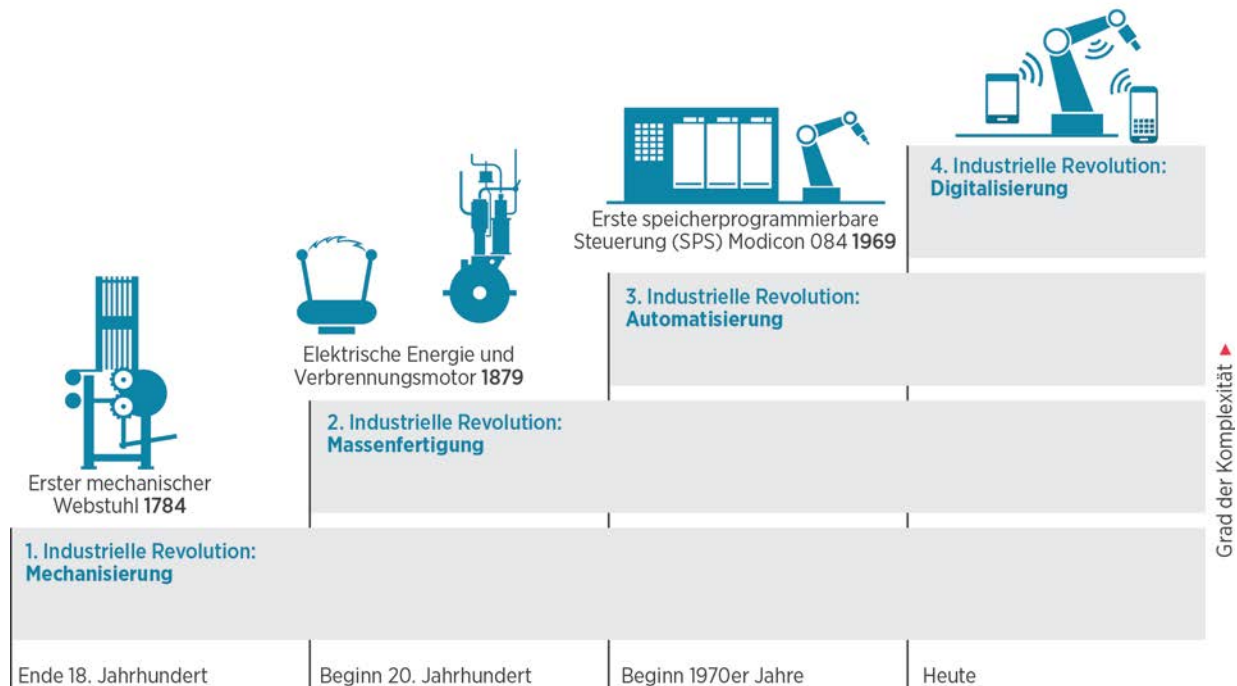 4. Industrielle Revolution:
Digitalisierung
Erste speicherprogrammierbare
Steuerung (SPS) Modicon 084 1969
3. Industrielle Revolution:
Automatisierung
Elektrische Energie und
Verbrennungsmotor 1879
2. Industrielle Revolution:
Massenfertigung
Erster mechanischer
Webstuhl 1784
1. Industrielle Revolution:
Mechanisierung
Grad der Komplexität ▲
Ende 18. Jahrhundert
Beginn 20. Jahrhundert
Beginn 1970er Jahre
Heute